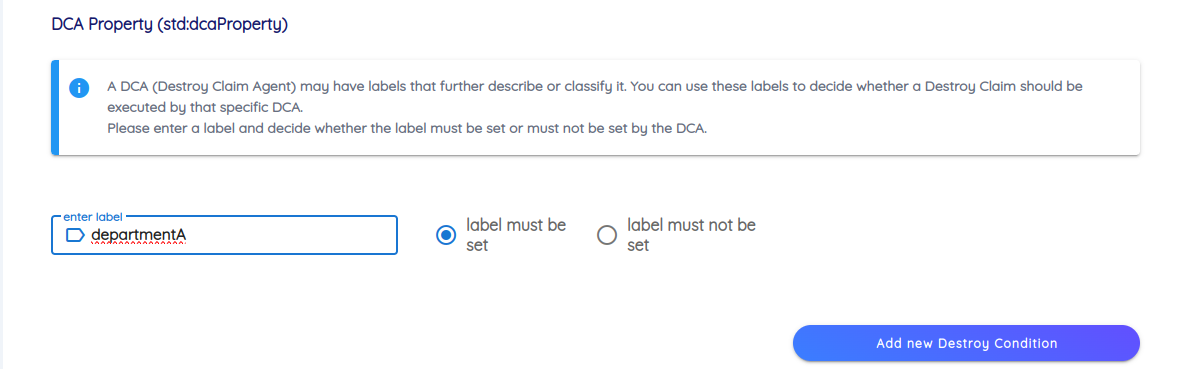 DCA Property (std:dcaProperty)
A DCA (Destroy Claim Agent) may have labels that further describe or classify it. You can use these labels to decide whether a Destroy Claim should be
executed by that specific DCA.
Please enter a label and decide whether the label must be set or must not be set by the DCA.
enter label
departmentA
label must be
set
label must not be
set
Add new Destroy Condition